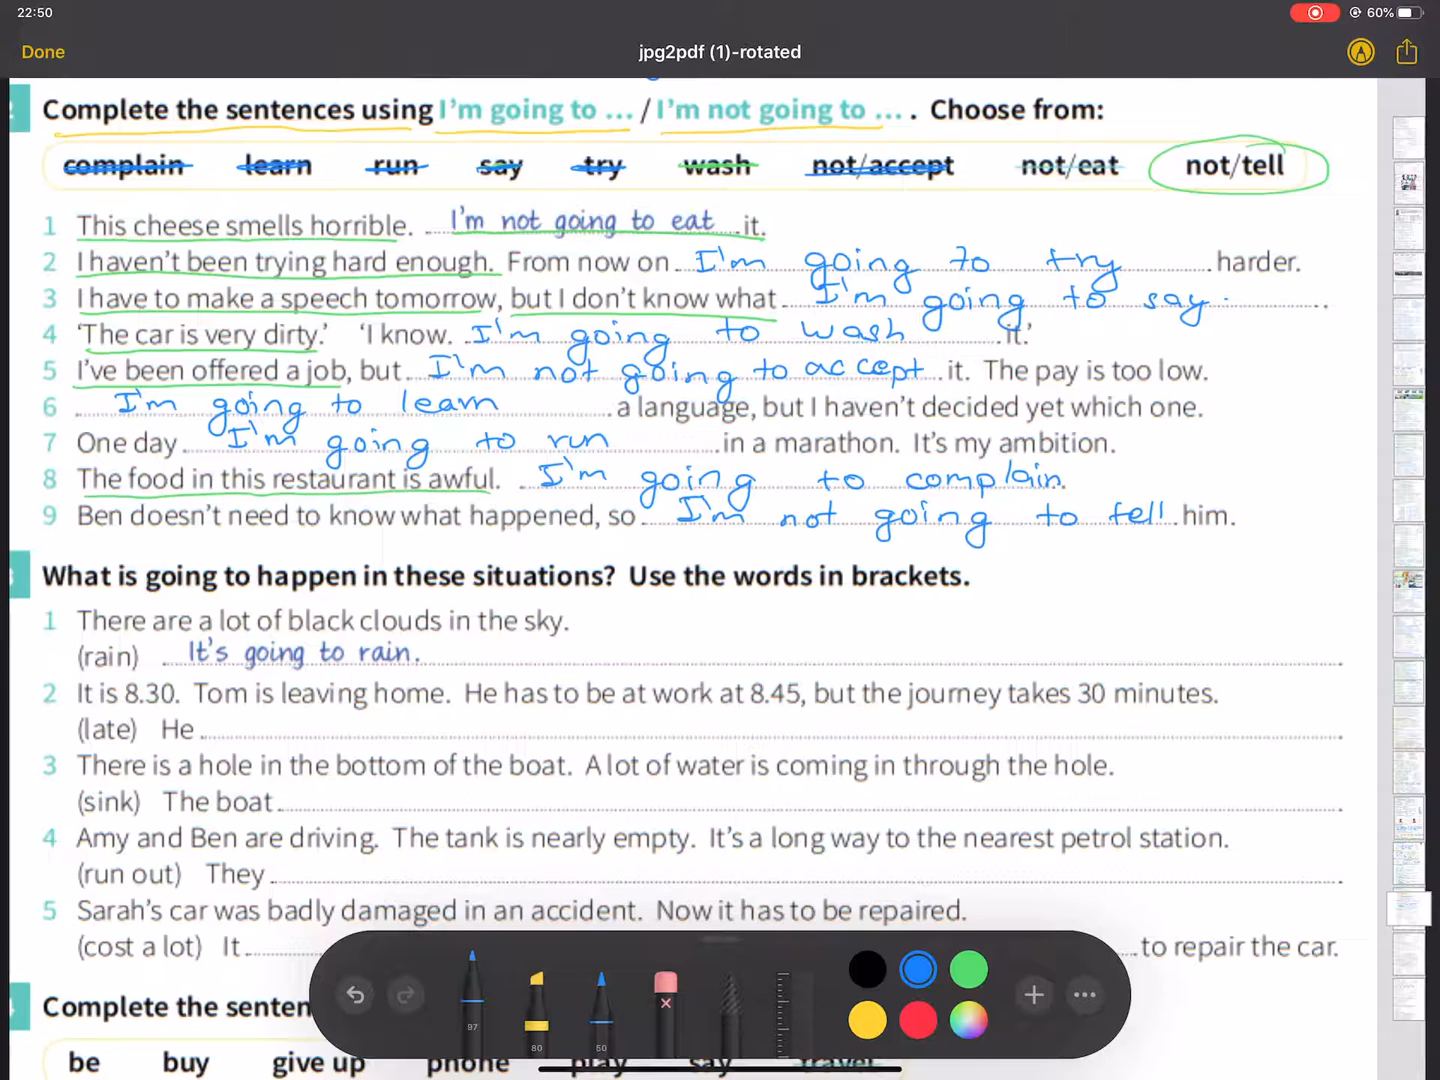 22:50
60%
Done
jpg2pdf (1)-rotated
Complete the sentences using I'm going to ... / I'm not going to ... . Choose from:
complain learn run say try wash not/accept not/eat not/tell
1 This cheese smells horrible. I'm not going to eat it.
2 I haven't been trying hard enough. From now on I'm going to try harder.
3 I have to make a speech tomorrow, but I don't know what I'm going to say.
4 'The car is very dirty.' 'I know. I'm going to wash it.'
5 I've been offered a job, but I'm not going to accept it. The pay is too low.
6 I'm going to learn a language, but I haven't decided yet which one.
7 One day I'm going to run in a marathon. It's my ambition.
8 The food in this restaurant is awful. I'm going to complain.
9 Ben doesn't need to know what happened, so I'm not going to tell him.
What is going to happen in these situations? Use the words in brackets.
1 There are a lot of black clouds in the sky.
(rain) It's going to rain.
2 It is 8.30. Tom is leaving home. He has to be at work at 8.45, but the journey takes 30 minutes.
(late) He
3 There is a hole in the bottom of the boat. A lot of water is coming in through the hole.
(sink) The boat
4 Amy and Ben are driving. The tank is nearly empty. It's a long way to the nearest petrol station.
(run out) They
5 Sarah's car was badly damaged in an accident. Now it has to be repaired.
(cost a lot) It to repair the car.
97 80 50
Complete the senten
be buy give up phone play say travel